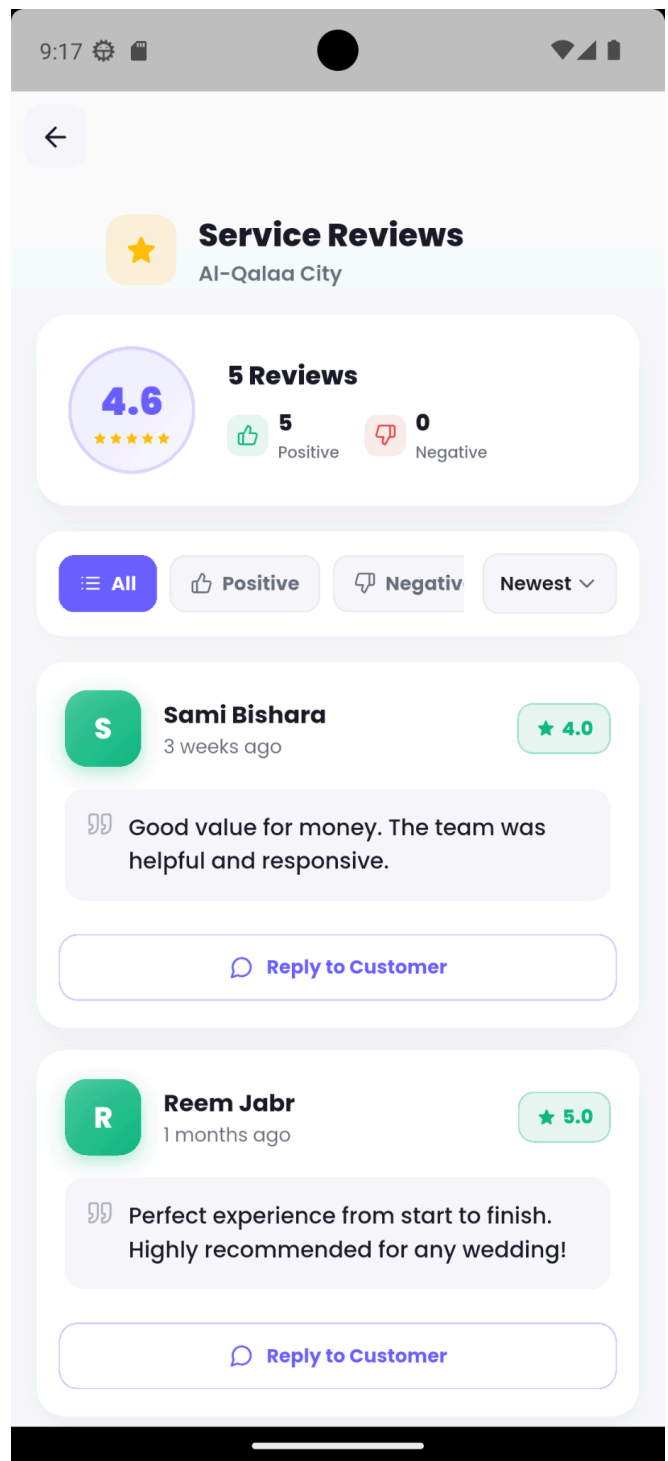 9:17
Service Reviews
Al-Qalaa City
4.6
5 Reviews
5
Positive
0
Negative
All
Positive
Negativ
Newest
S
Sami Bishara
3 weeks ago
4.0
Good value for money. The team was
helpful and responsive.
Reply to Customer
R
Reem Jabr
1 months ago
5.0
Perfect experience from start to finish.
Highly recommended for any wedding!
Reply to Customer